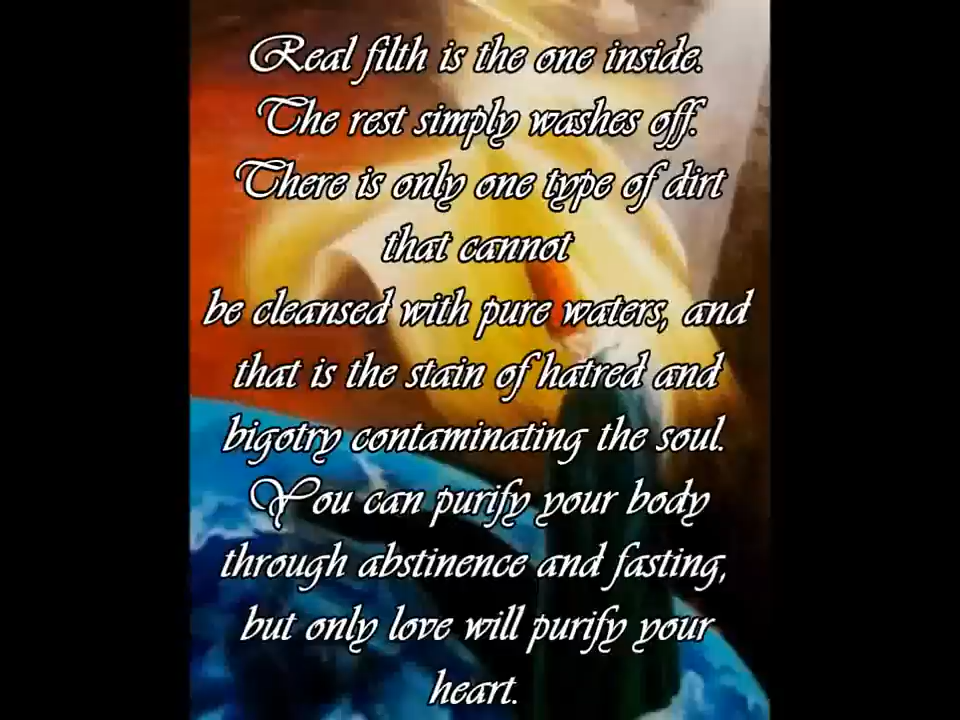 Real filth is the one inside.
The rest simply washes off.
There is only one type of dirt
that cannot
be cleansed with pure waters, and
that is the stain of hatred and
bigotry contaminating the soul.
You can purify your body
through abstinence and fasting,
but only love will purify your
heart.